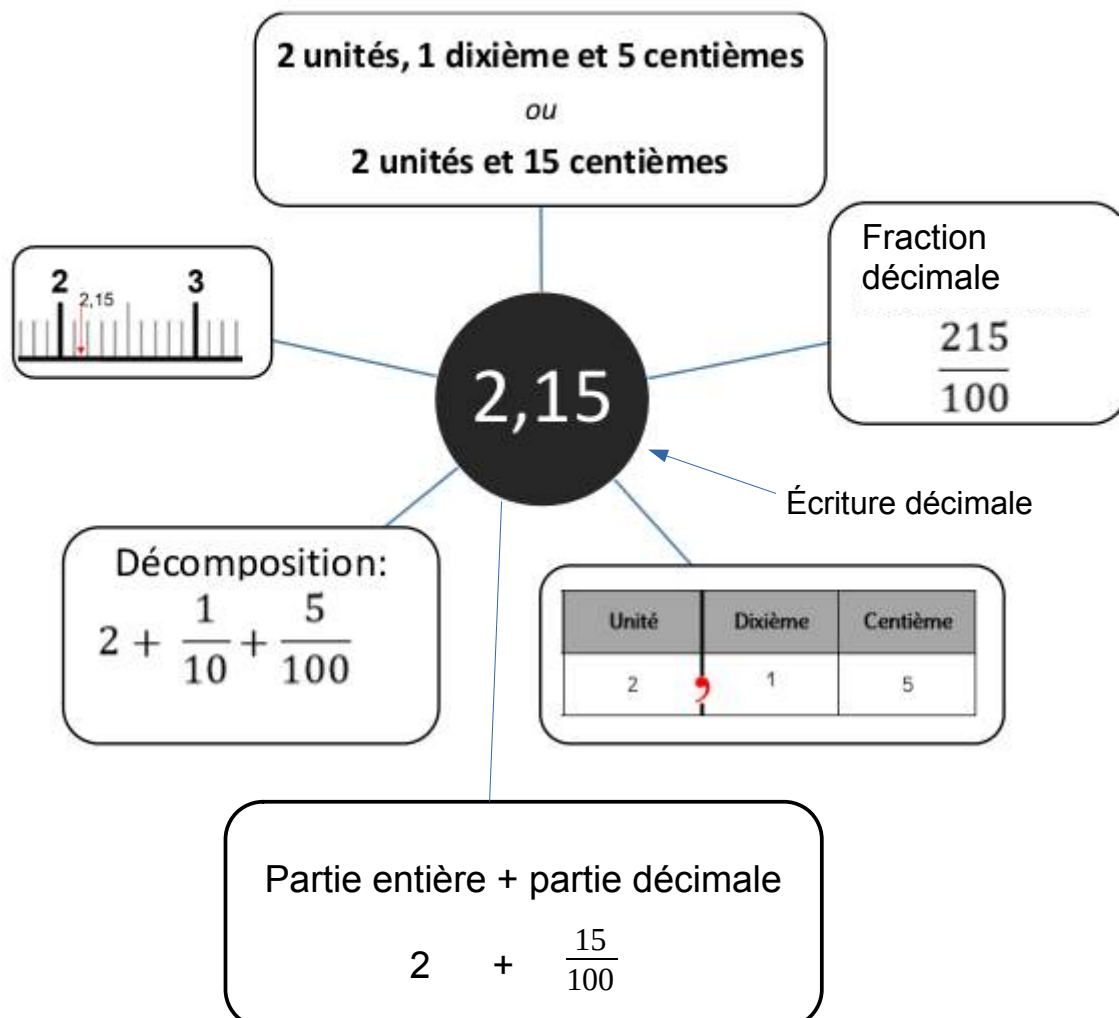 2 unités, 1 dixième et 5 centièmes
ou
2 unités et 15 centièmes
2 3
2,15
Fraction
décimale
215
100
2,15
Écriture décimale
Décomposition:
2 + 1/10 + 5/100
Unité Dixième Centième
2 , 1 5
Partie entière + partie décimale
2 + 15/100